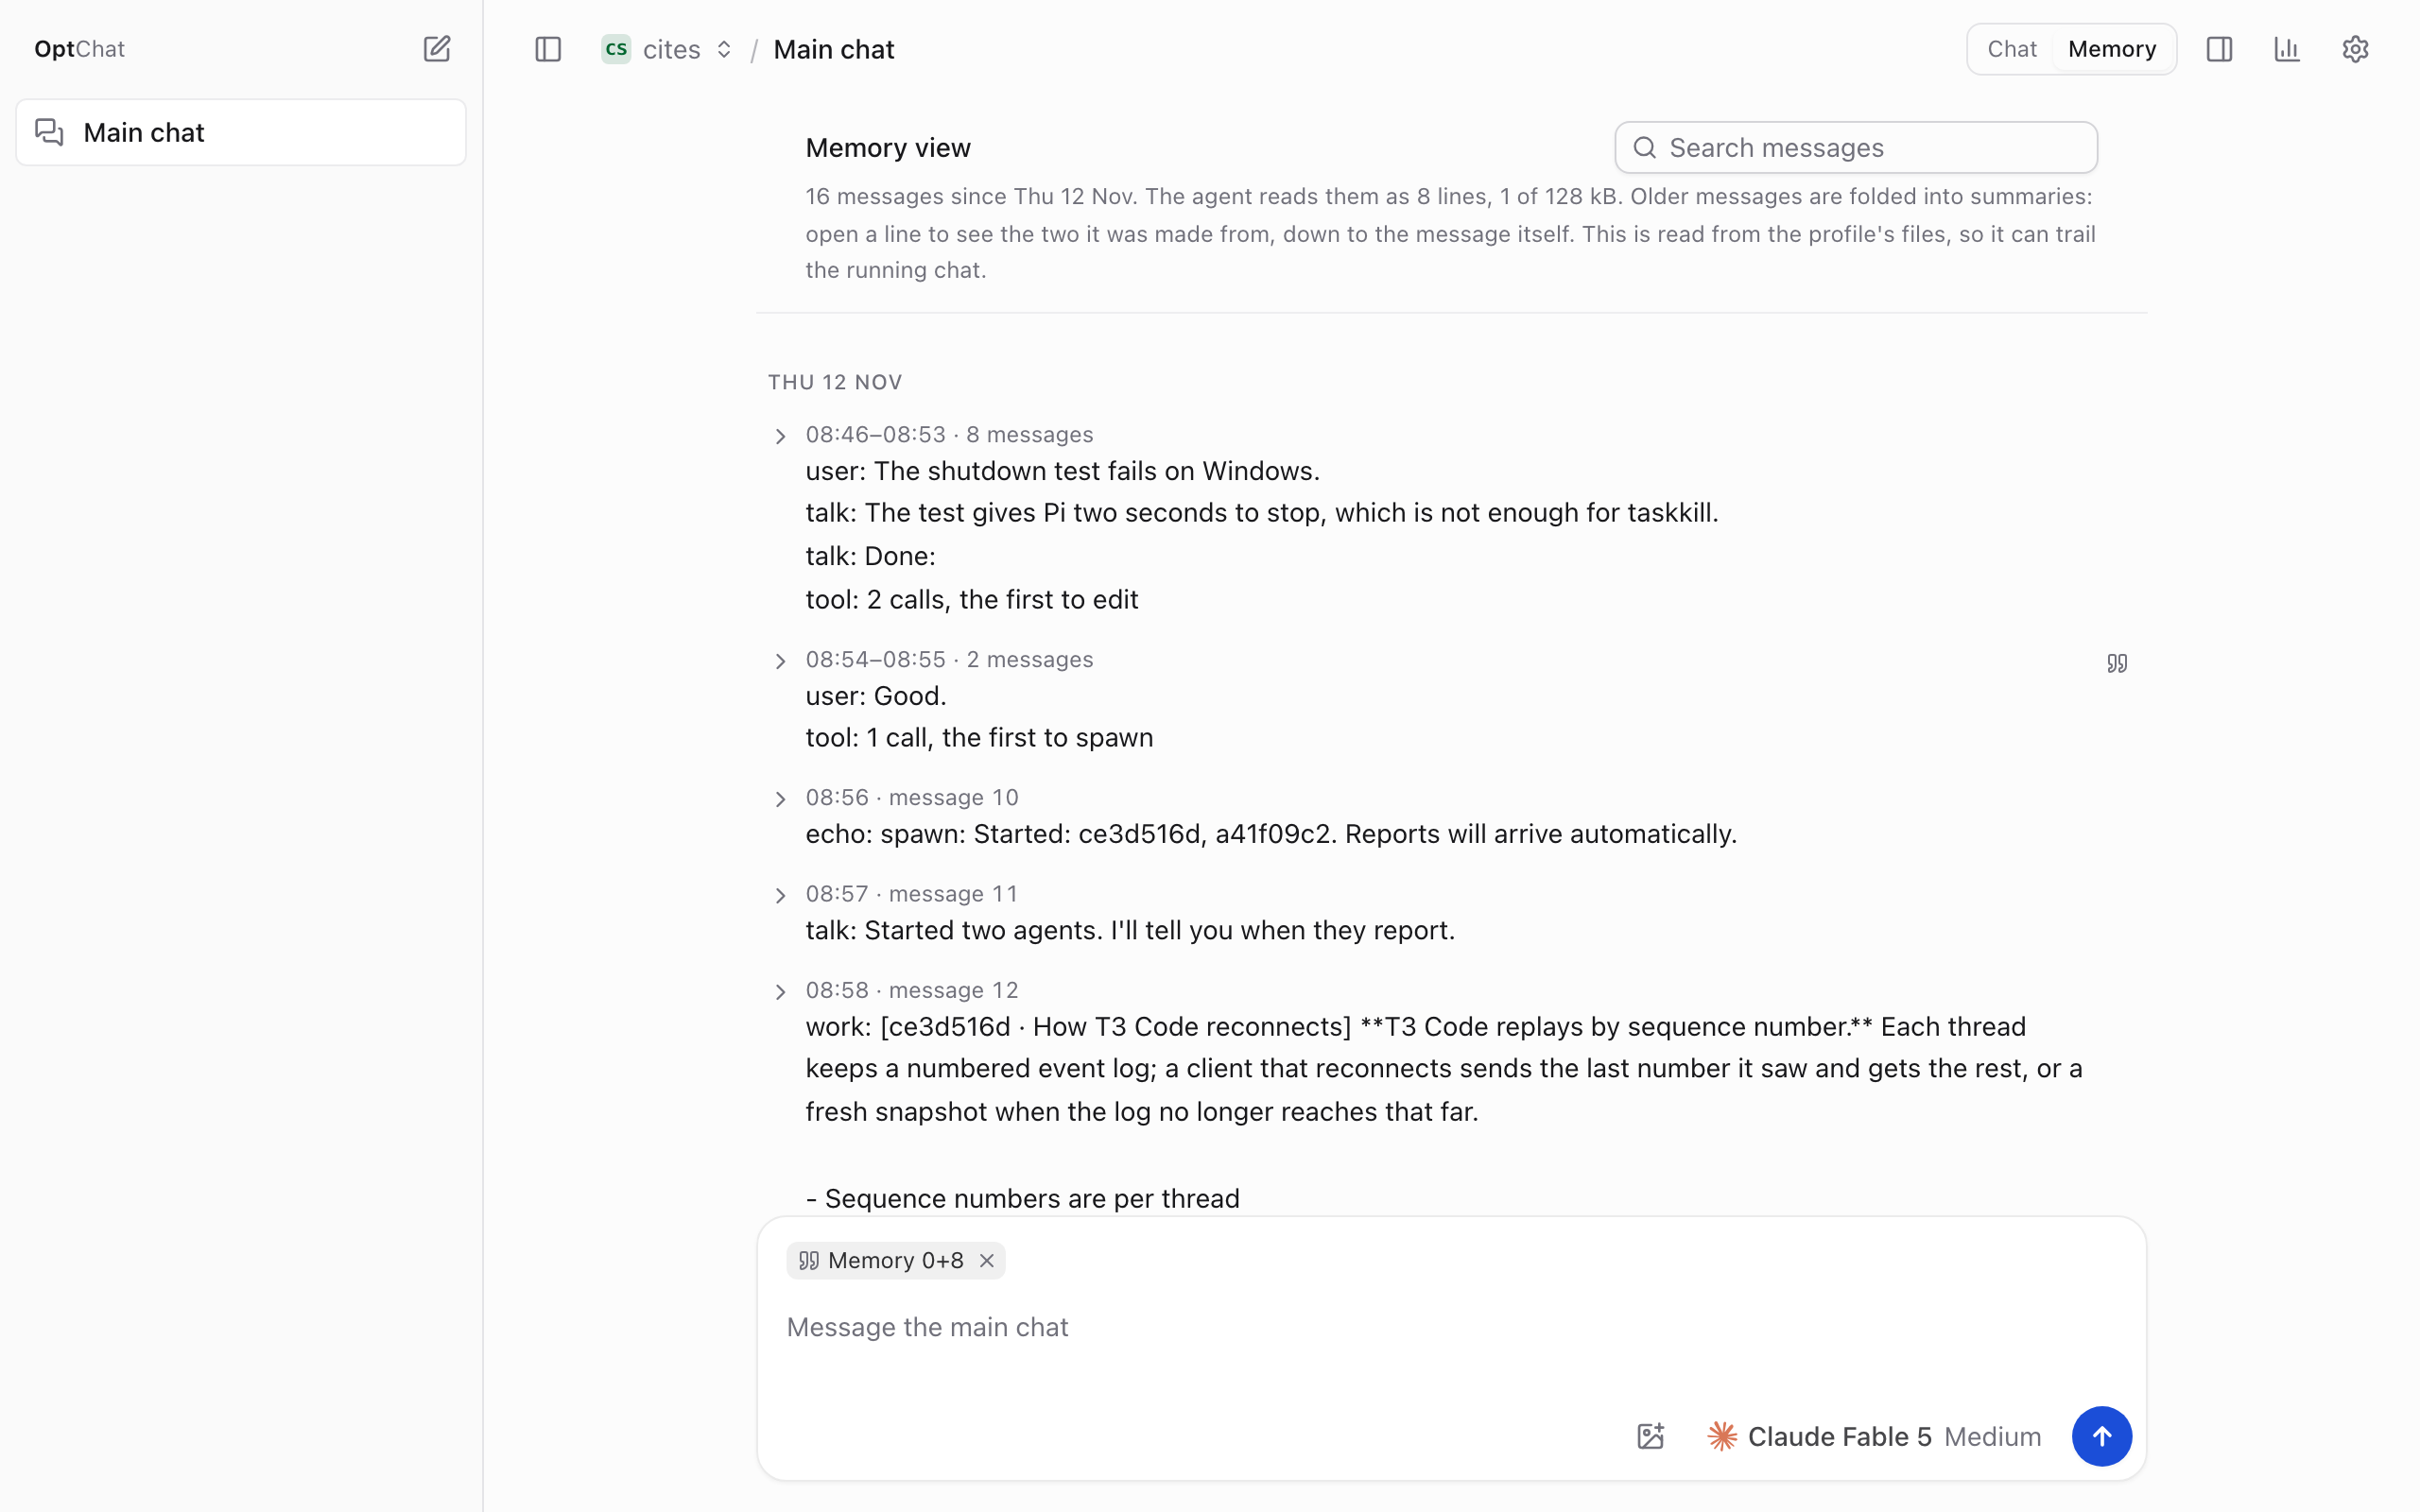 OptChat
Main chat
CS cites / Main chat
Chat Memory
Memory view
Search messages
16 messages since Thu 12 Nov. The agent reads them as 8 lines, 1 of 128 kB. Older messages are folded into summaries:
open a line to see the two it was made from, down to the message itself. This is read from the profile's files, so it can trail
the running chat.
THU 12 NOV
08:46–08:53 · 8 messages
user: The shutdown test fails on Windows.
talk: The test gives Pi two seconds to stop, which is not enough for taskkill.
talk: Done:
tool: 2 calls, the first to edit
08:54–08:55 · 2 messages
user: Good.
tool: 1 call, the first to spawn
08:56 · message 10
echo: spawn: Started: ce3d516d, a41f09c2. Reports will arrive automatically.
08:57 · message 11
talk: Started two agents. I'll tell you when they report.
08:58 · message 12
work: [ce3d516d · How T3 Code reconnects] **T3 Code replays by sequence number.** Each thread
keeps a numbered event log; a client that reconnects sends the last number it saw and gets the rest, or a
fresh snapshot when the log no longer reaches that far.
- Sequence numbers are per thread
Memory 0+8
Message the main chat
Claude Fable 5 Medium